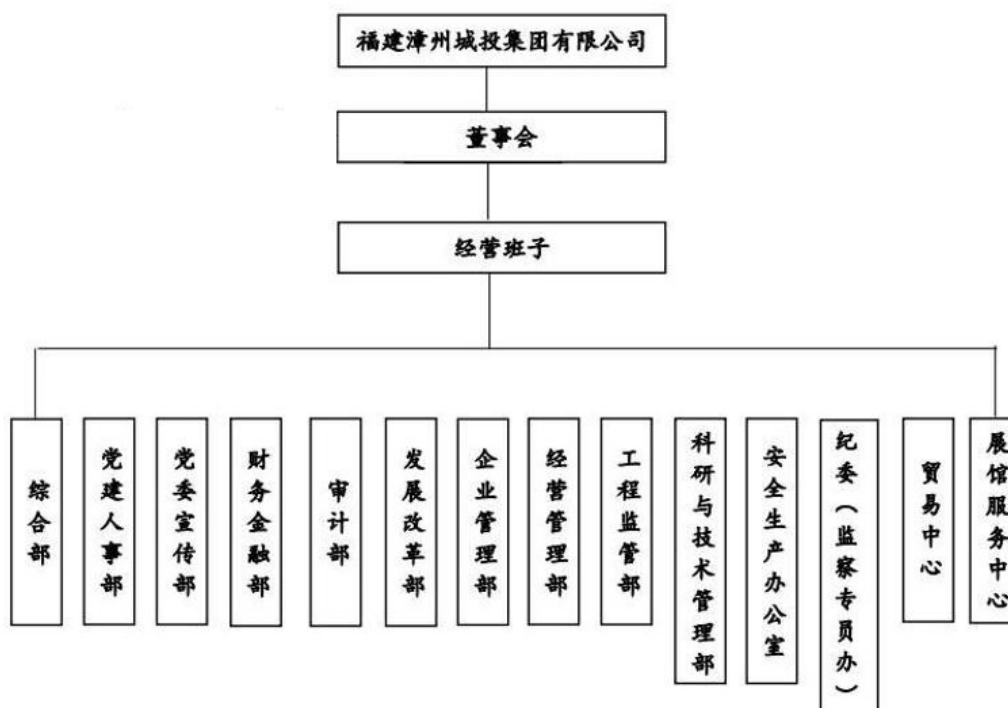 福建漳州城投集团有限公司
董事会
经营班子
综合部
党建人事部
党委宣传部
财务金融部
审计部
发展改革部
企业管理部
经营管理部
工程监管部
科研与技术管理部
安全生产办公室
纪委（监察专员办）
贸易中心
展馆服务中心